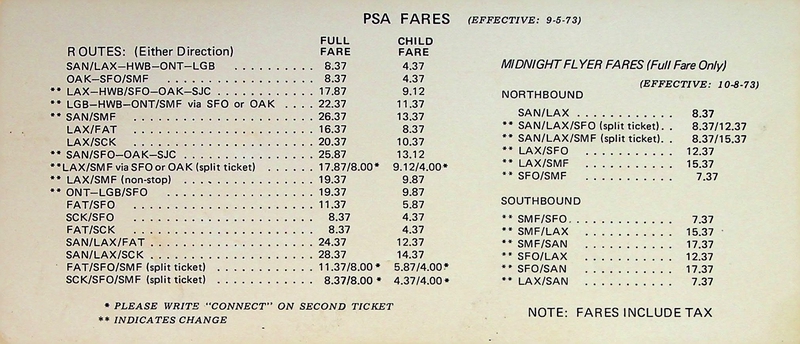 PSA FARES (EFFECTIVE: 9-5-73)
ROUTES: (Either Direction) FULL FARE CHILD FARE
SAN/LAX–HWB–ONT–LGB . . . . . . . . . . 8.37 4.37
OAK–SFO/SMF . . . . . . . . . . . . . . . . 8.37 4.37
** LAX–HWB/SFO–OAK–SJC . . . . . . . . . . . 17.87 9.12
** LGB–HWB–ONT/SMF via SFO or OAK . . . . 22.37 11.37
** SAN/SMF . . . . . . . . . . . . . . . . . . . . 26.37 13.37
LAX/FAT . . . . . . . . . . . . . . . . . . . . 16.37 8.37
LAX/SCK . . . . . . . . . . . . . . . . . . . . 20.37 10.37
** SAN/SFO–OAK–SJC . . . . . . . . . . . . . . 25.87 13.12
**LAX/SMF via SFO or OAK (split ticket) . . . . . 17.87/8.00* 9.12/4.00*
** LAX/SMF (non-stop) . . . . . . . . . . . . . . 19.37 9.87
** ONT–LGB/SFO . . . . . . . . . . . . . . . . 19.37 9.87
FAT/SFO . . . . . . . . . . . . . . . . . . . . 11.37 5.87
SCK/SFO . . . . . . . . . . . . . . . . . . . . 8.37 4.37
FAT/SCK . . . . . . . . . . . . . . . . . . . . 8.37 4.37
SAN/LAX/FAT . . . . . . . . . . . . . . . . . 24.37 12.37
SAN/LAX/SCK . . . . . . . . . . . . . . . . . 28.37 14.37
FAT/SFO/SMF (split ticket) . . . . . . . . . . . 11.37/8.00* 5.87/4.00*
SCK/SFO/SMF (split ticket) . . . . . . . . . . . 8.37/8.00* 4.37/4.00*
* PLEASE WRITE "CONNECT" ON SECOND TICKET
** INDICATES CHANGE
MIDNIGHT FLYER FARES (Full Fare Only)
(EFFECTIVE: 10-8-73)
NORTHBOUND
SAN/LAX . . . . . . . . . . . . 8.37
** SAN/LAX/SFO (split ticket) . . 8.37/12.37
** SAN/LAX/SMF (split ticket) . . 8.37/15.37
** LAX/SFO . . . . . . . . . . . . 12.37
** LAX/SMF . . . . . . . . . . . . 15.37
** SFO/SMF . . . . . . . . . . . . 7.37
SOUTHBOUND
** SMF/SFO . . . . . . . . . . . . 7.37
** SMF/LAX . . . . . . . . . . . . 15.37
** SMF/SAN . . . . . . . . . . . . 17.37
** SFO/LAX . . . . . . . . . . . . 12.37
** SFO/SAN . . . . . . . . . . . . 17.37
** LAX/SAN . . . . . . . . . . . . 7.37
NOTE: FARES INCLUDE TAX